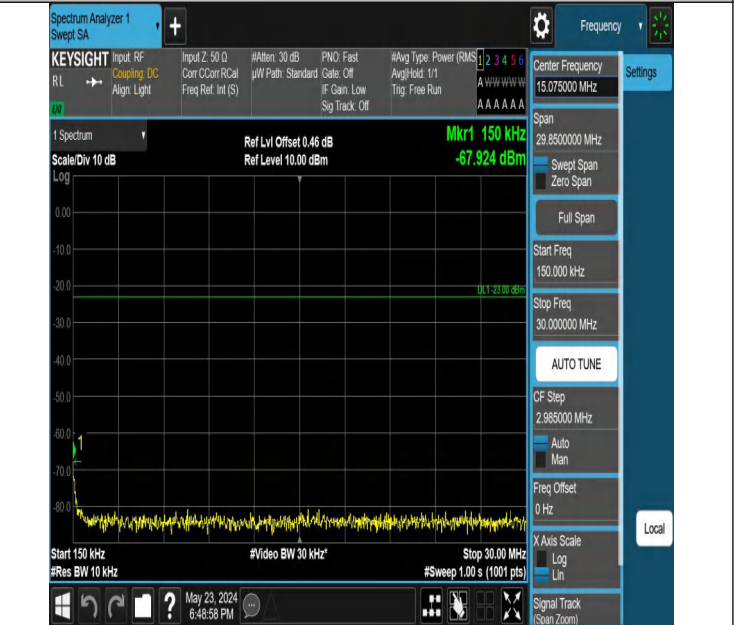 Spectrum Analyzer 1
Swept SA
+
Frequency
KEYSIGHT
RL
Input: RF
Coupling: DC
Align: Light
Input Z: 50 Ω
Corr CCorr RCal
Freq Ref: Int (S)
#Atten: 30 dB
µW Path: Standard
PNO: Fast
Gate: Off
IF Gain: Low
Sig Track: Off
#Avg Type: Power (RMS
Avg|Hold: 1/1
Trig: Free Run
1 2 3 4 5 6
A W W W W W
A A A A A A
1 Spectrum
Scale/Div 10 dB
Log
Ref Lvl Offset 0.46 dB
Ref Level 10.00 dBm
Mkr1 150 kHz
-67.924 dBm
0.00
-10.0
-20.0
-30.0
-40.0
-50.0
-60.0
-70.0
-80.0
DL1 -23.00 dBm
1
Start 150 kHz
#Res BW 10 kHz
#Video BW 30 kHz*
Stop 30.00 MHz
#Sweep 1.00 s (1001 pts)
Center Frequency
15.075000 MHz
Settings
Span
29.8500000 MHz
Swept Span
Zero Span
Full Span
Start Freq
150.000 kHz
Stop Freq
30.000000 MHz
AUTO TUNE
CF Step
2.985000 MHz
Auto
Man
Freq Offset
0 Hz
X Axis Scale
Log
Lin
Signal Track
(Span Zoom)
Local
?
May 23, 2024
6:48:58 PM